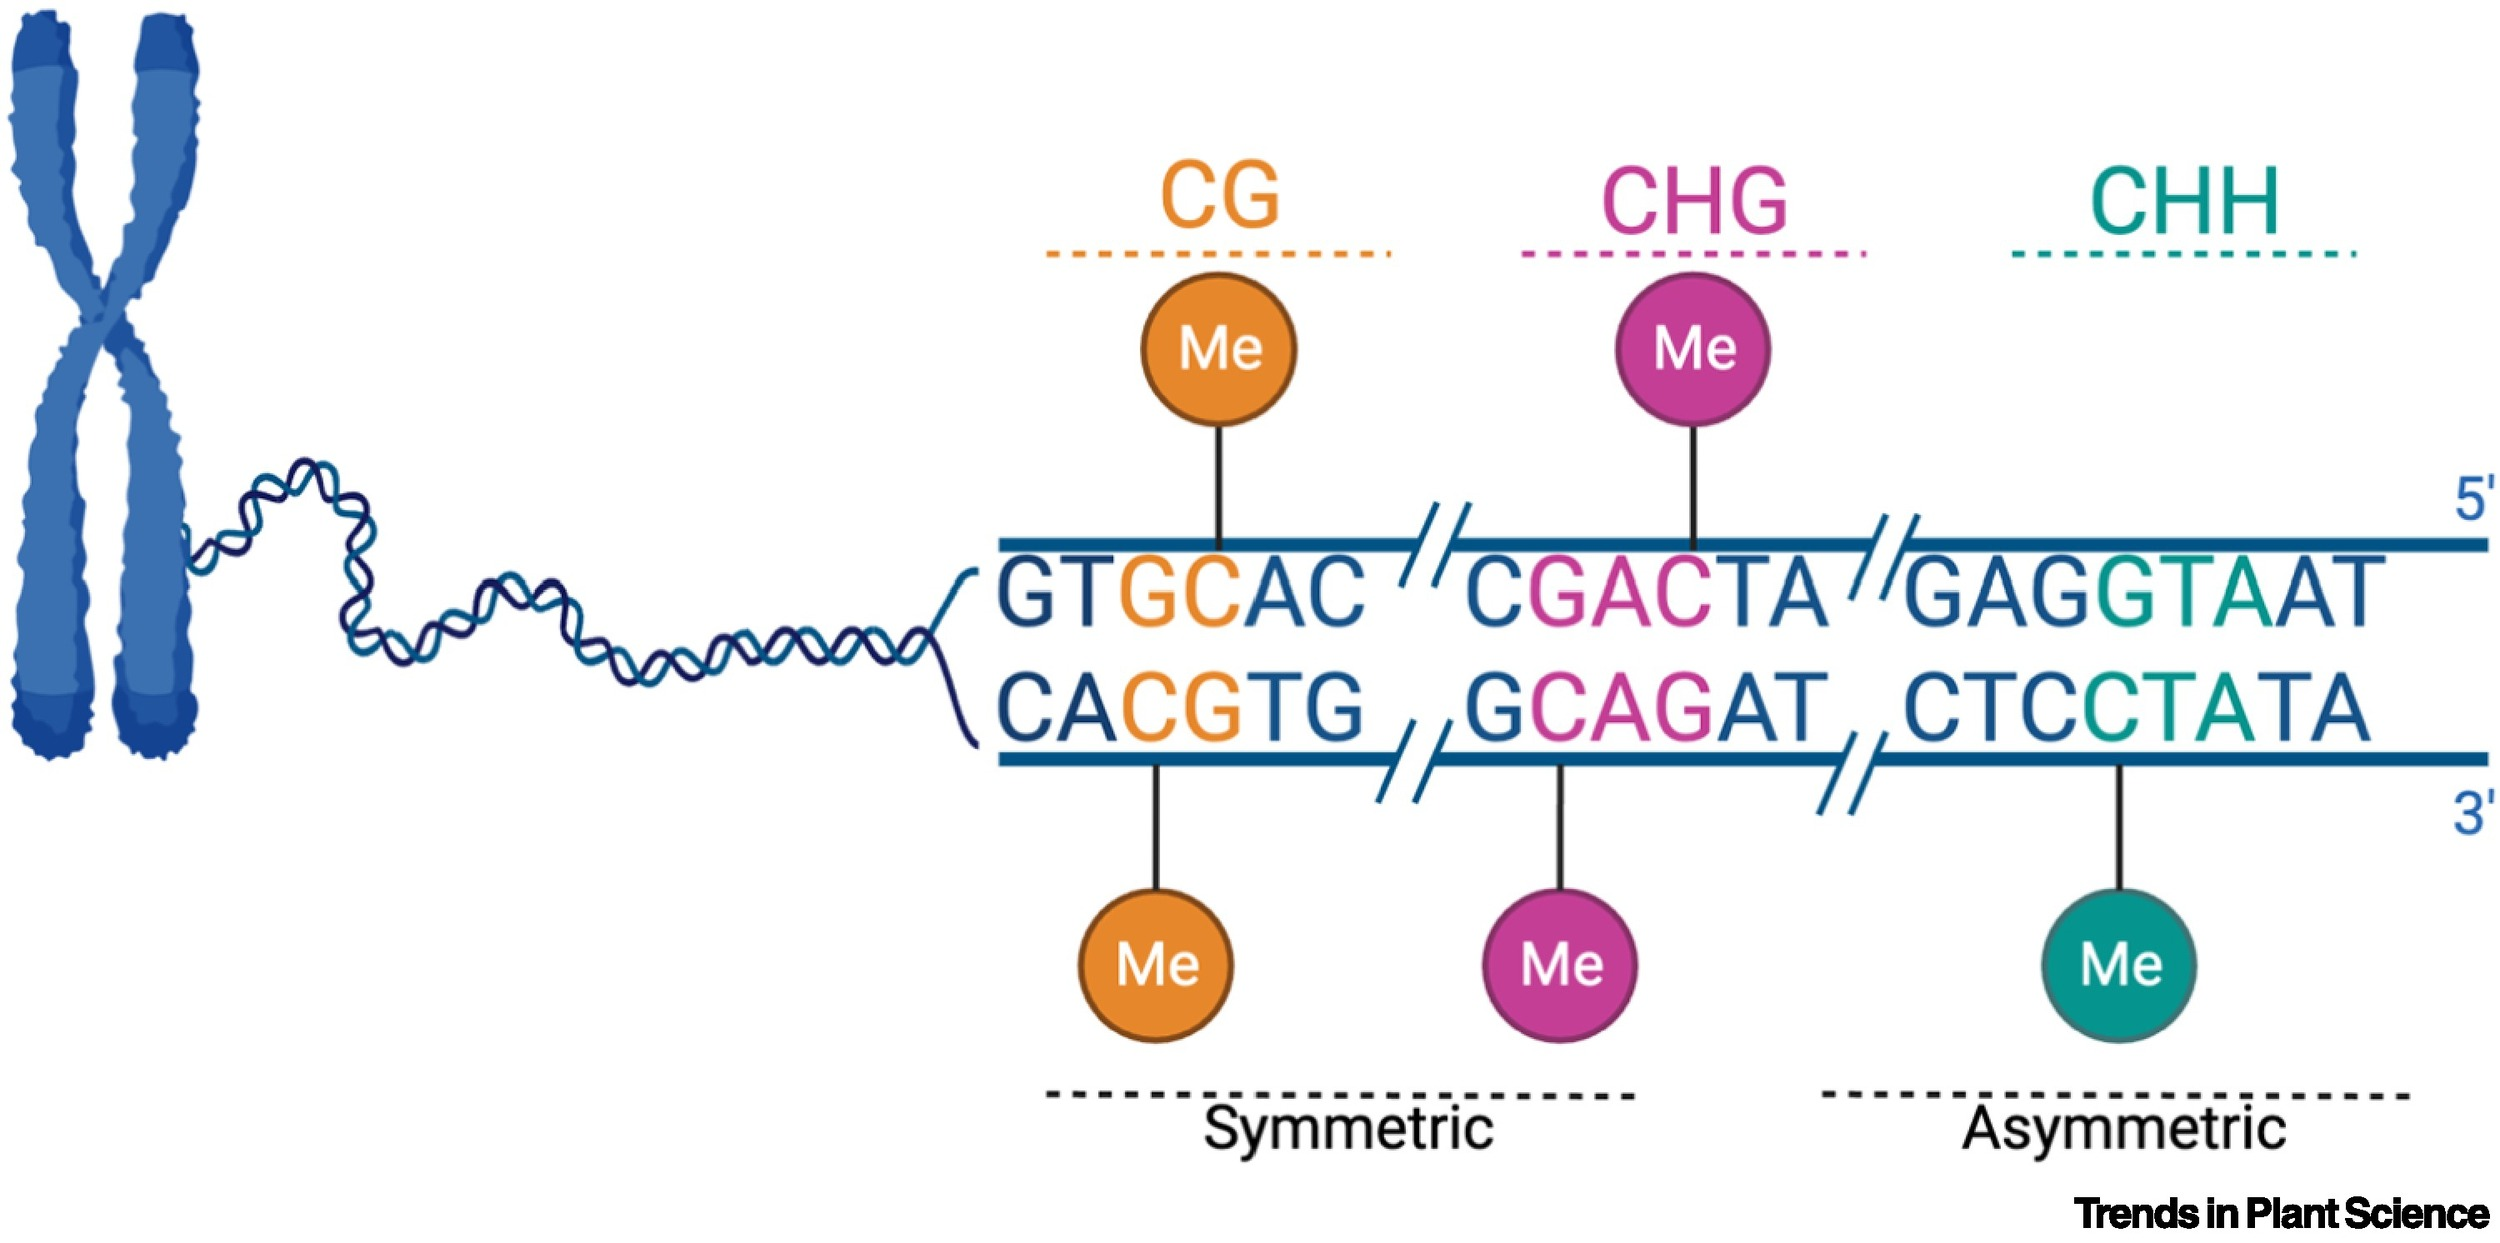 CG CHG CHH
Me Me
5'
GTGCAC CGACTA GAGGTAAT
CACGTG GCAGAT CTCCTATA
3'
Me Me Me
Symmetric Asymmetric
Trends in Plant Science